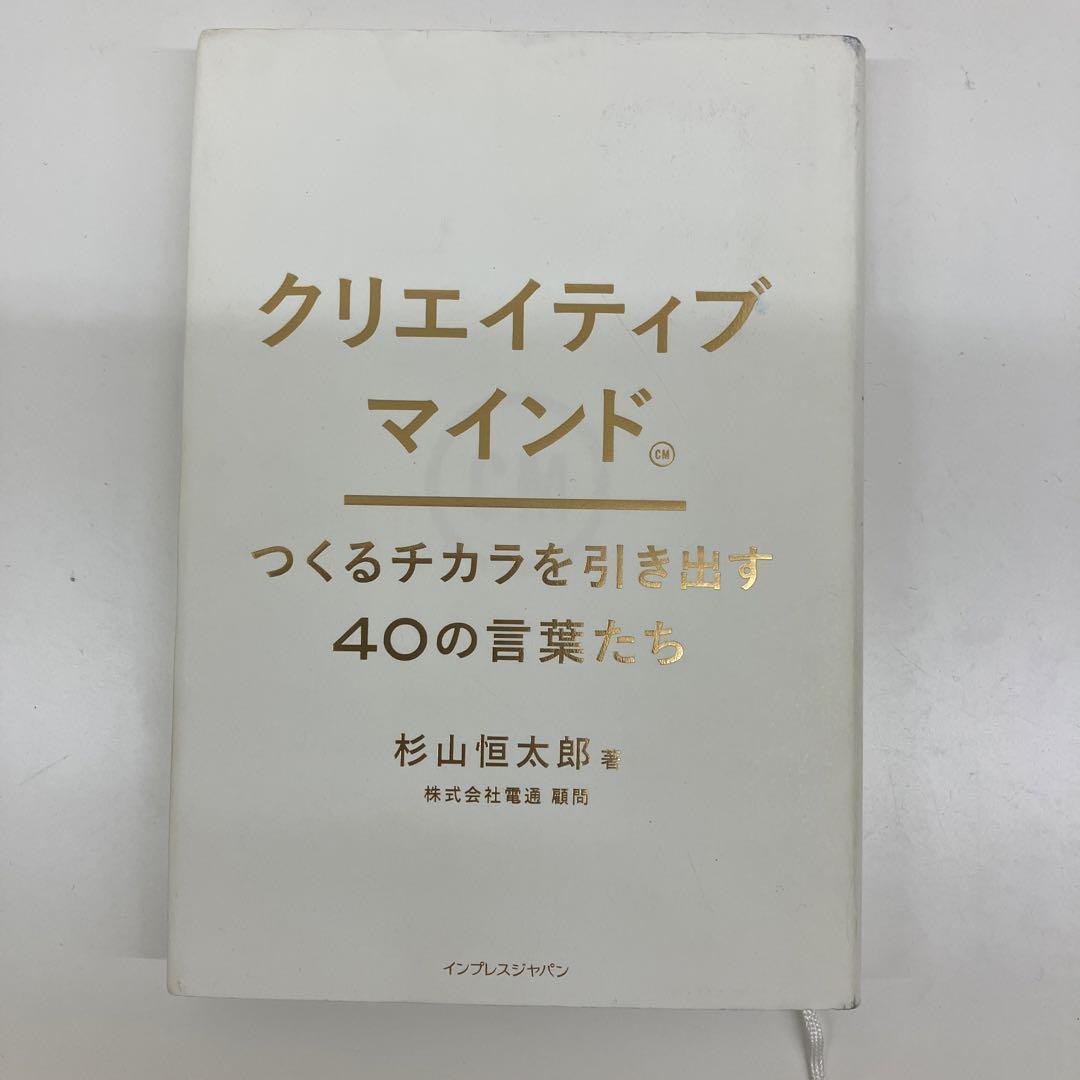 クリエイティブ
マインド。
CM
つくるチカラを引き出す
40の言葉たち
杉山恒太郎 著
株式会社電通 顧問
インプレスジャパン